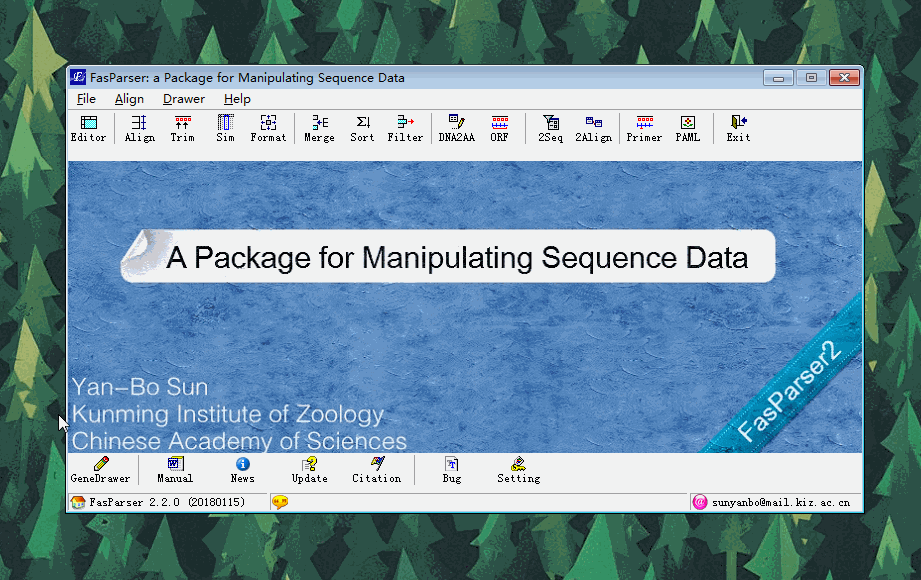 FasParser: a Package for Manipulating Sequence Data
File Align Drawer Help
Editor Align Trim Sim Format Merge Sort Filter DNA2AA ORF 2Seq 2Align Primer PAML Exit
A Package for Manipulating Sequence Data
FasParser2
Yan-Bo Sun
Kunming Institute of Zoology
Chinese Academy of Sciences
GeneDrawer Manual News Update Citation Bug Setting
FasParser 2.2.0 (20180115) sunyanbo@mail.kiz.ac.cn